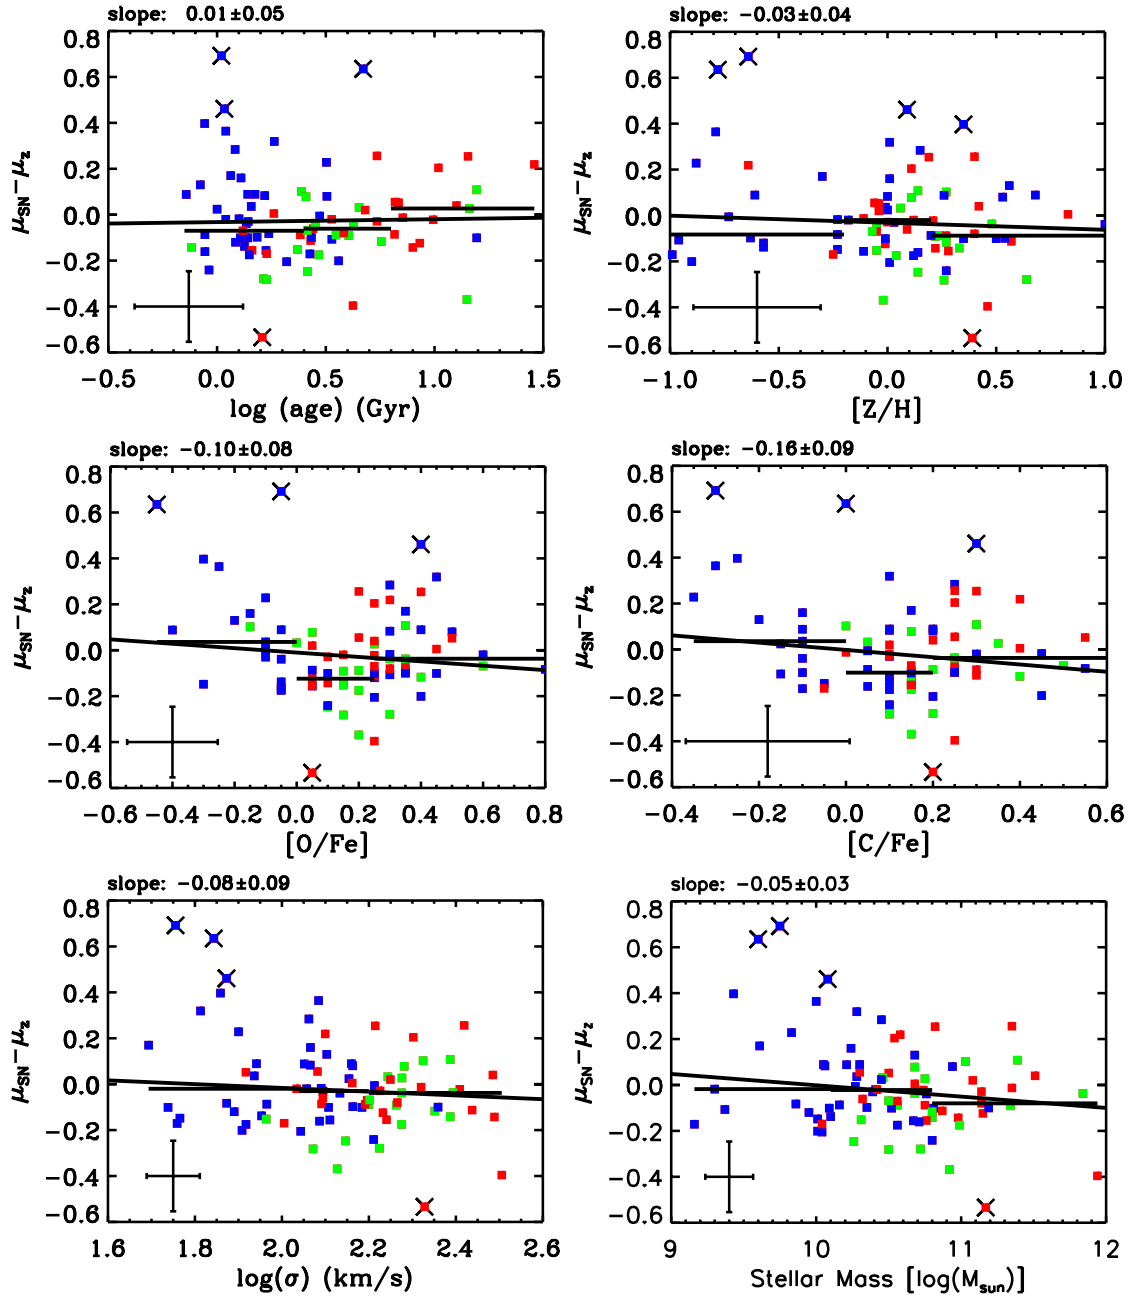 slope: 0.01±0.05
0.8
0.6
0.4
0.2
0.0
−0.2
−0.4
−0.6
μSN−μz
−0.5 0.0 0.5 1.0 1.5
log (age) (Gyr)
slope: −0.03±0.04
0.8
0.6
0.4
0.2
0.0
−0.2
−0.4
−0.6
μSN−μz
−1.0 −0.5 0.0 0.5 1.0
[Z/H]
slope: −0.10±0.08
0.8
0.6
0.4
0.2
0.0
−0.2
−0.4
−0.6
μSN−μz
−0.6 −0.4 −0.2 0.0 0.2 0.4 0.6 0.8
[O/Fe]
slope: −0.16±0.09
0.8
0.6
0.4
0.2
0.0
−0.2
−0.4
−0.6
μSN−μz
−0.4 −0.2 0.0 0.2 0.4 0.6
[C/Fe]
slope: −0.08±0.09
0.8
0.6
0.4
0.2
0.0
−0.2
−0.4
−0.6
μSN−μz
1.6 1.8 2.0 2.2 2.4 2.6
log(σ) (km/s)
slope: −0.05±0.03
0.8
0.6
0.4
0.2
0.0
−0.2
−0.4
−0.6
μSN−μz
9 10 11 12
Stellar Mass [log(Msun)]